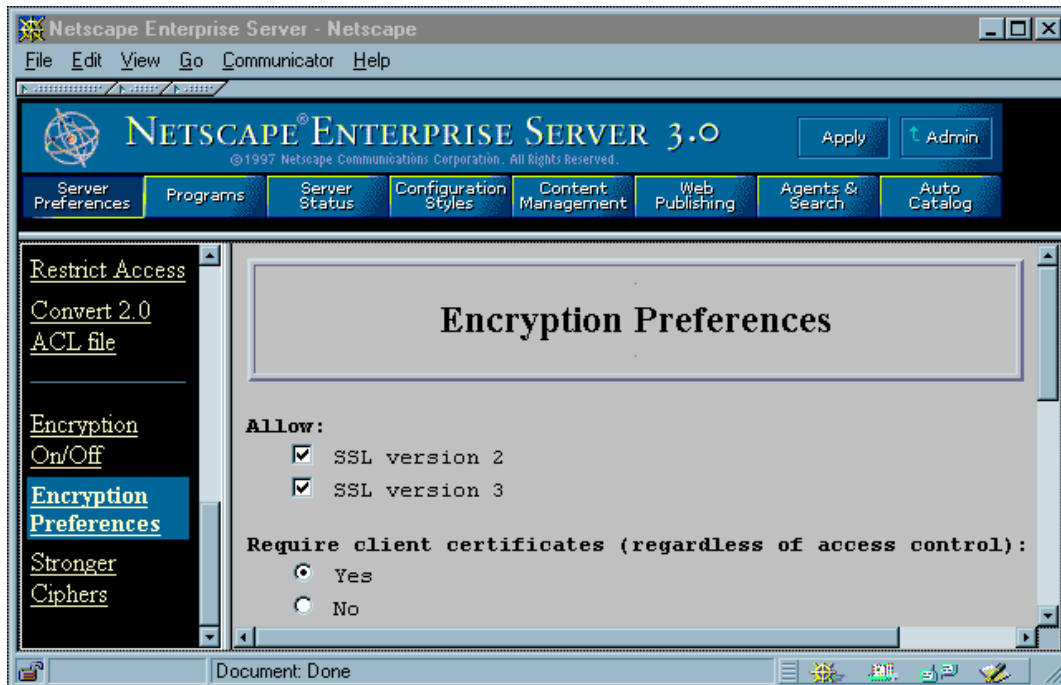 Netscape Enterprise Server - Netscape
File Edit View Go Communicator Help
NETSCAPE® ENTERPRISE SERVER 3.0
©1997 Netscape Communications Corporation. All Rights Reserved.
Apply
Admin
Server Preferences
Programs
Server Status
Configuration Styles
Content Management
Web Publishing
Agents & Search
Auto Catalog
Restrict Access
Convert 2.0
ACL file
Encryption
On/Off
Encryption
Preferences
Stronger
Ciphers
Encryption Preferences
Allow:
SSL version 2
SSL version 3
Require client certificates (regardless of access control):
Yes
No
Document: Done